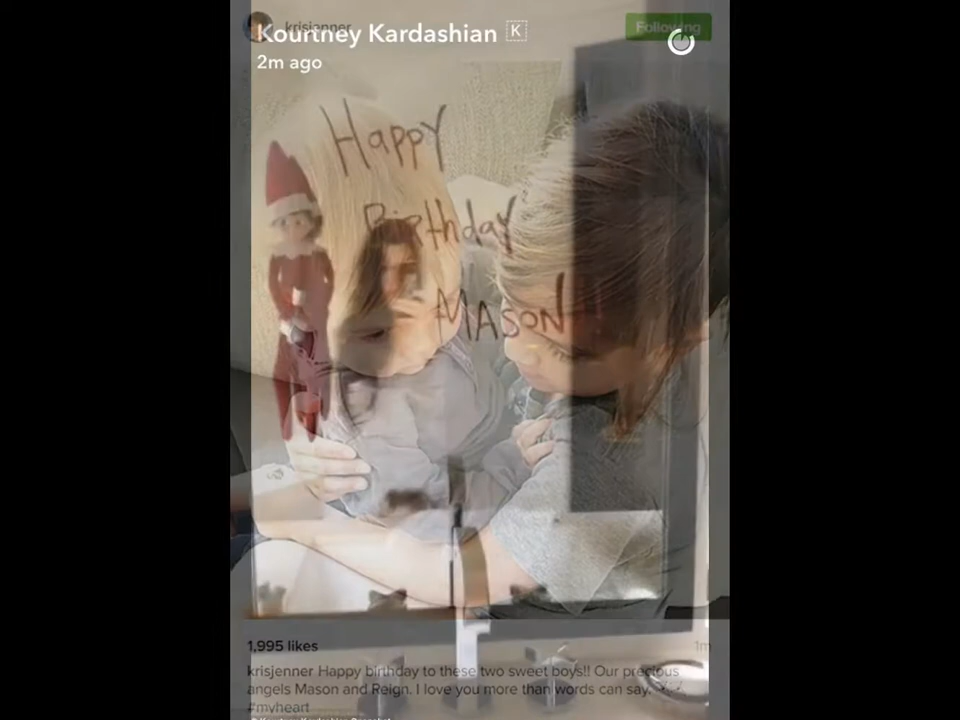 krisjenner
Following
Kourtney Kardashian K
2m ago
Happy
Birthday
MASON!!!
1,995 likes
1m
krisjenner Happy birthday to these two sweet boys!! Our precious
angels Mason and Reign. I love you more than words can say.
#myheart